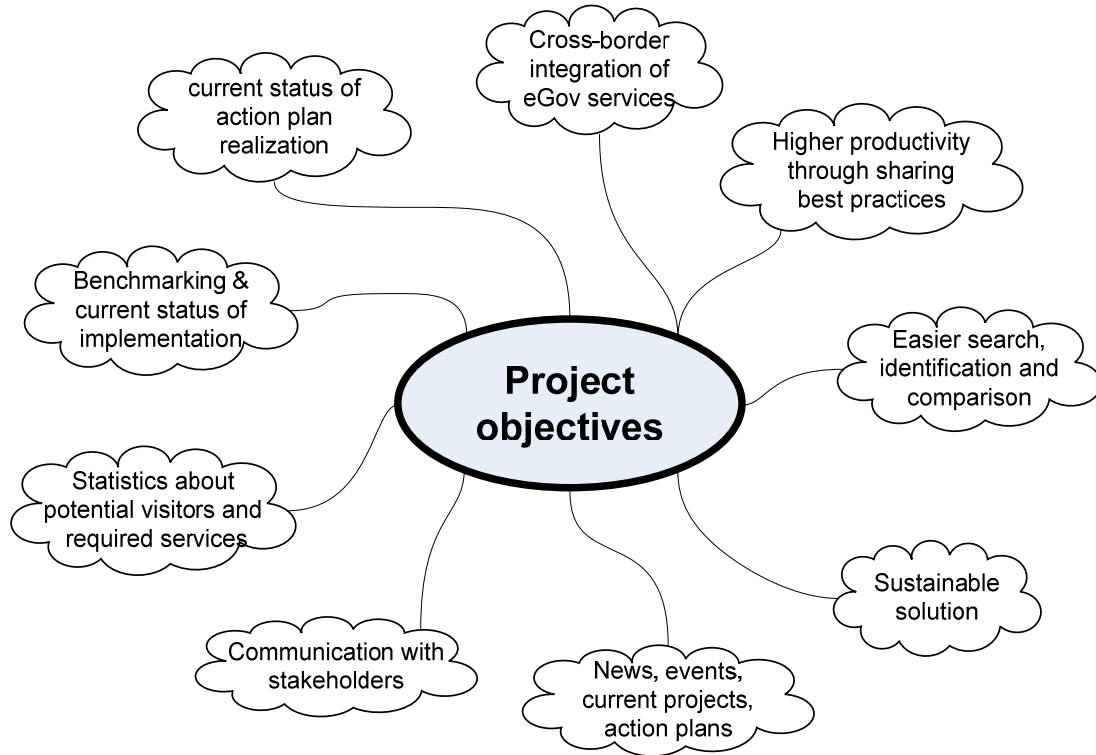 Cross-border
integration of
eGov services
current status of
action plan
realization
Higher productivity
through sharing
best practices
Benchmarking &
current status of
implementation
Easier search,
identification and
comparison
Project
objectives
Statistics about
potential visitors and
required services
Sustainable
solution
Communication with
stakeholders
News, events,
current projects,
action plans